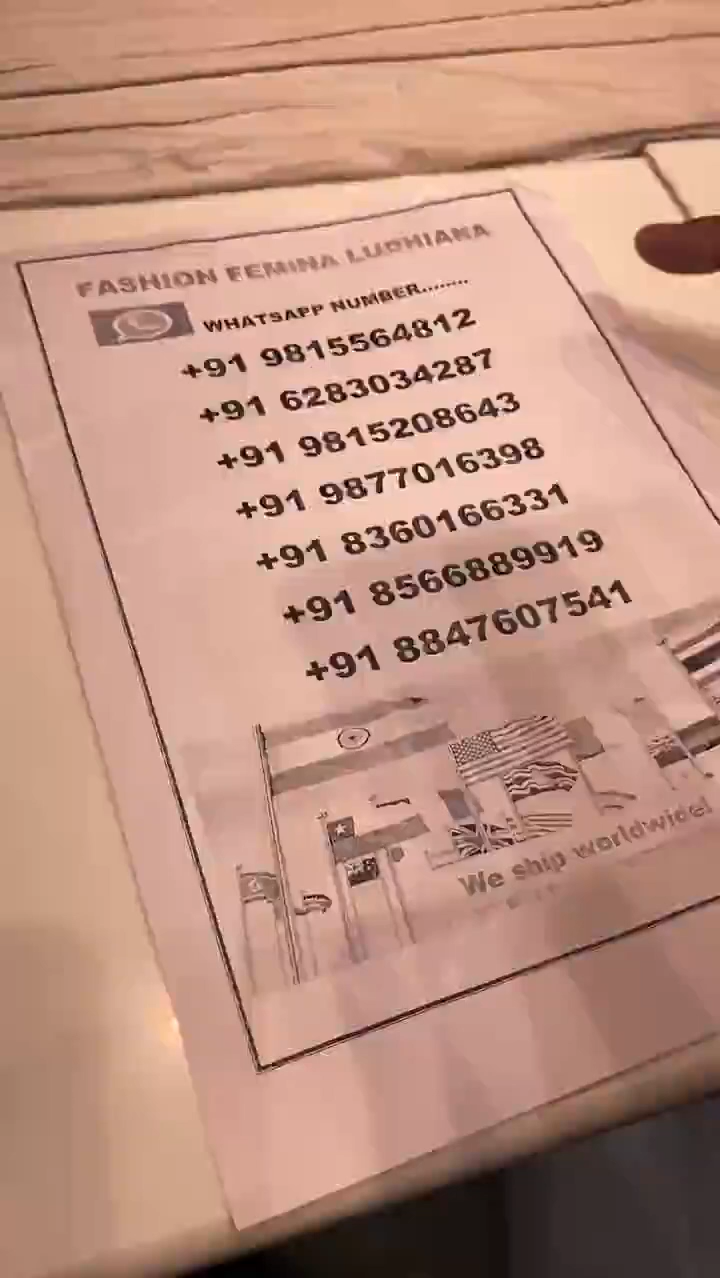 FASHION FEMINA LUDHIANA
WHATSAPP NUMBER........
+91 9815564812
+91 6283034287
+91 9815208643
+91 9877016398
+91 8360166331
+91 8566889919
+91 8847607541
We ship worldwide!